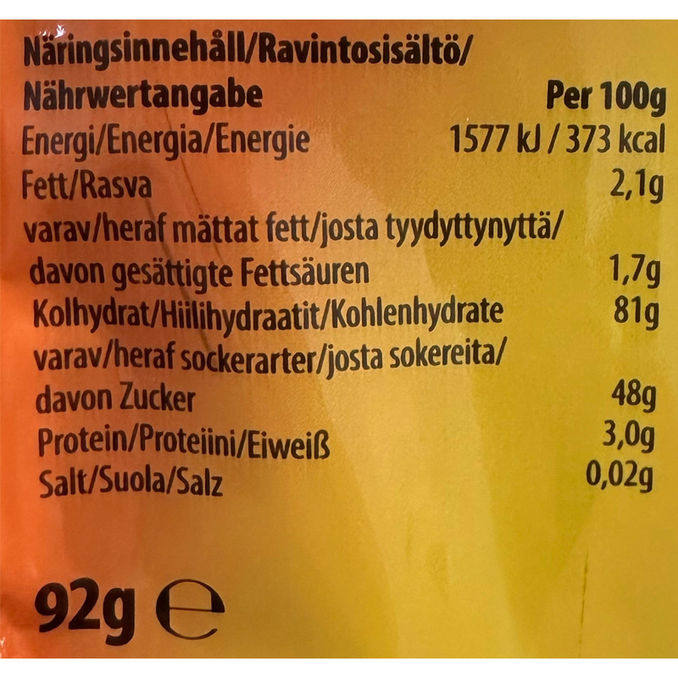 Näringsinnehåll/Ravintosisältö/
Nährwertangabe Per 100g
Energi/Energia/Energie 1577 kJ / 373 kcal
Fett/Rasva 2,1g
varav/heraf mättat fett/josta tyydyttynyttä/
davon gesättigte Fettsäuren 1,7g
Kolhydrat/Hiilihydraatit/Kohlenhydrate 81g
varav/heraf sockerarter/josta sokereita/
davon Zucker 48g
Protein/Proteiini/Eiweiß 3,0g
Salt/Suola/Salz 0,02g
92g ℮